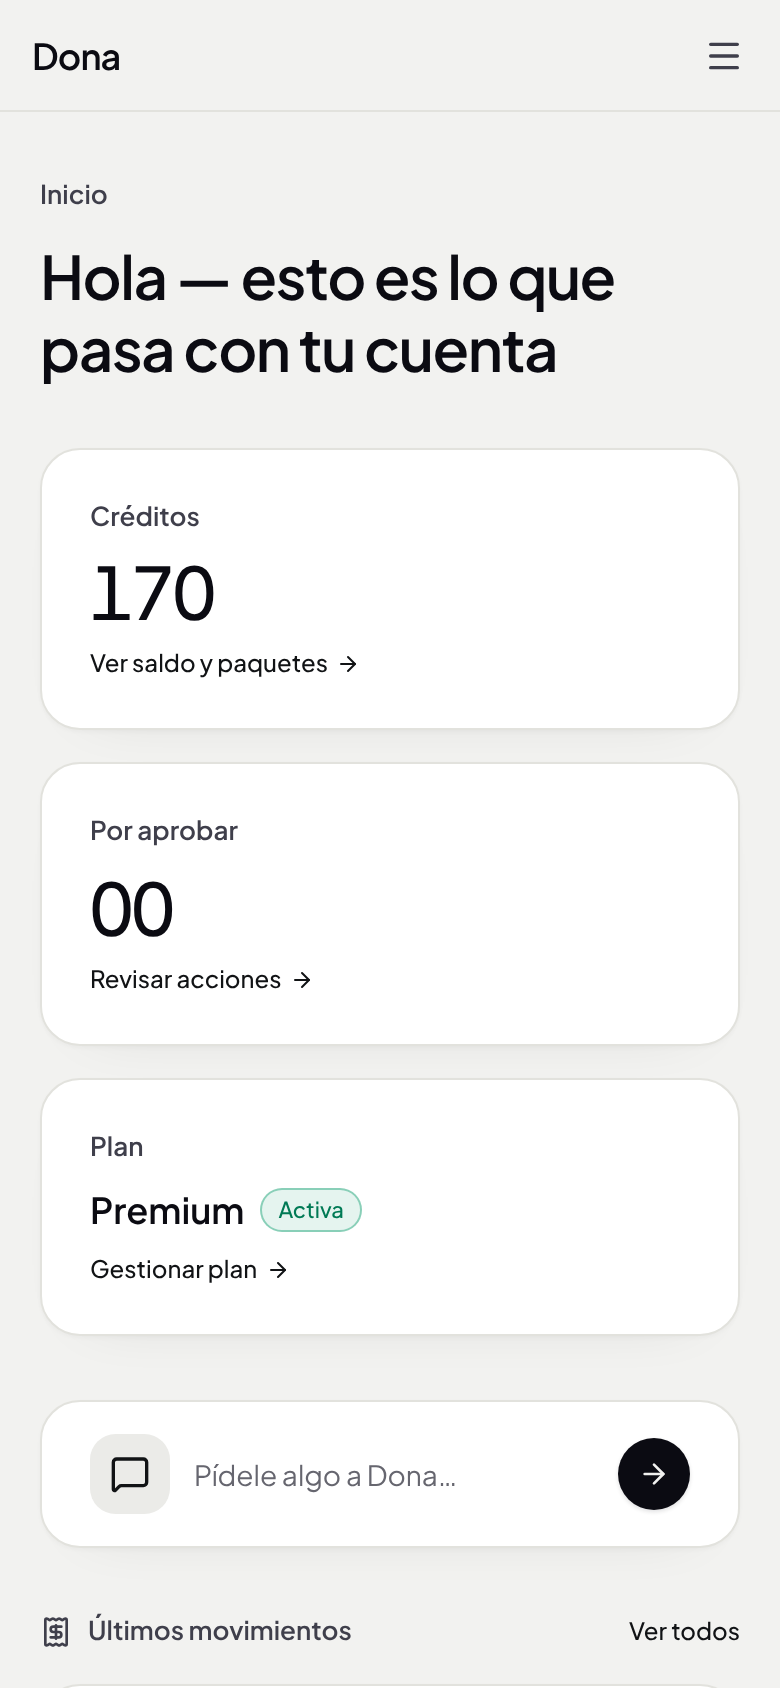 Dona
Inicio
Hola — esto es lo que
pasa con tu cuenta
Créditos
170
Ver saldo y paquetes →
Por aprobar
00
Revisar acciones →
Plan
Premium Activa
Gestionar plan →
Pídele algo a Dona...
Últimos movimientos Ver todos